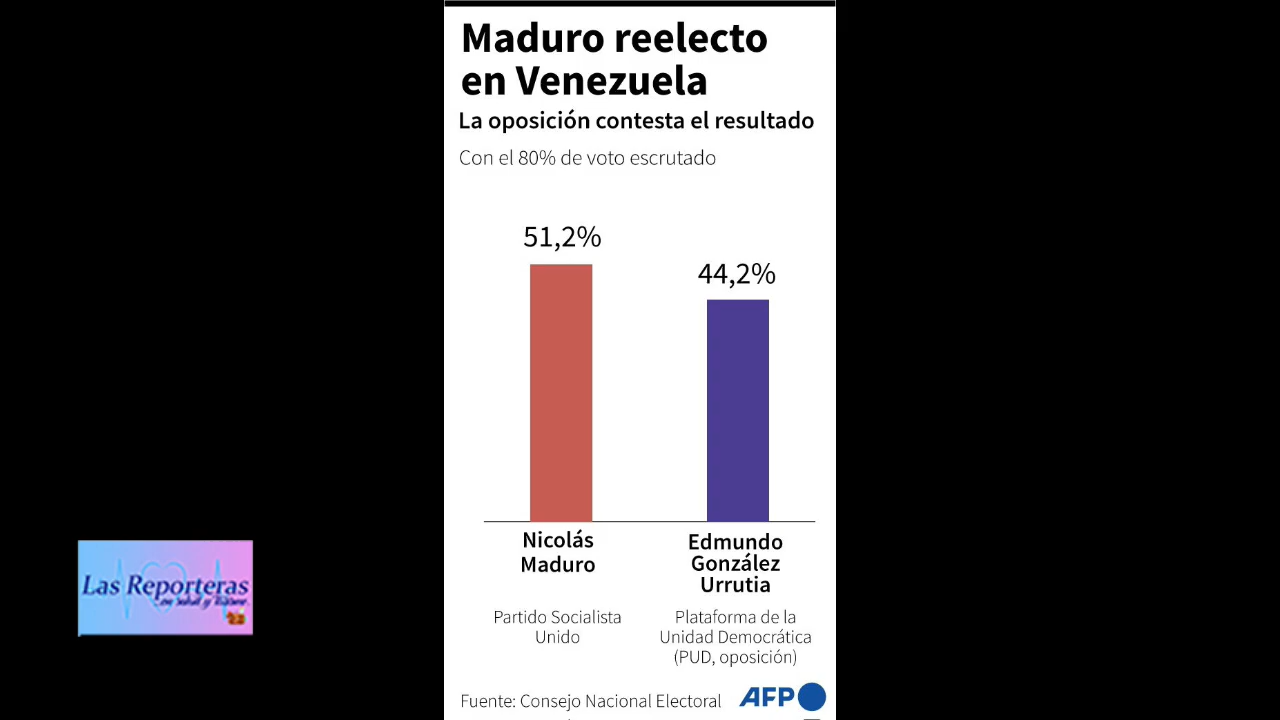 Maduro reelecto
en Venezuela
La oposición contesta el resultado
Con el 80% de voto escrutado
51,2%
44,2%
Nicolás
Maduro
Edmundo
González
Urrutia
Partido Socialista
Unido
Plataforma de la
Unidad Democrática
(PUD, oposición)
Fuente: Consejo Nacional Electoral
AFP
Las Reporteras